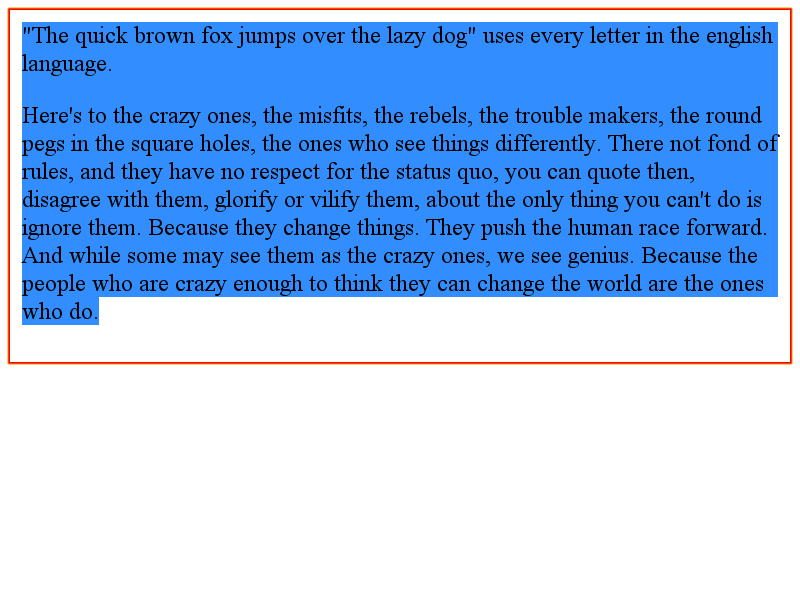 "The quick brown fox jumps over the lazy dog" uses every letter in the english
language.
Here's to the crazy ones, the misfits, the rebels, the trouble makers, the round
pegs in the square holes, the ones who see things differently. There not fond of
rules, and they have no respect for the status quo, you can quote then,
disagree with them, glorify or vilify them, about the only thing you can't do is
ignore them. Because they change things. They push the human race forward.
And while some may see them as the crazy ones, we see genius. Because the
people who are crazy enough to think they can change the world are the ones
who do.